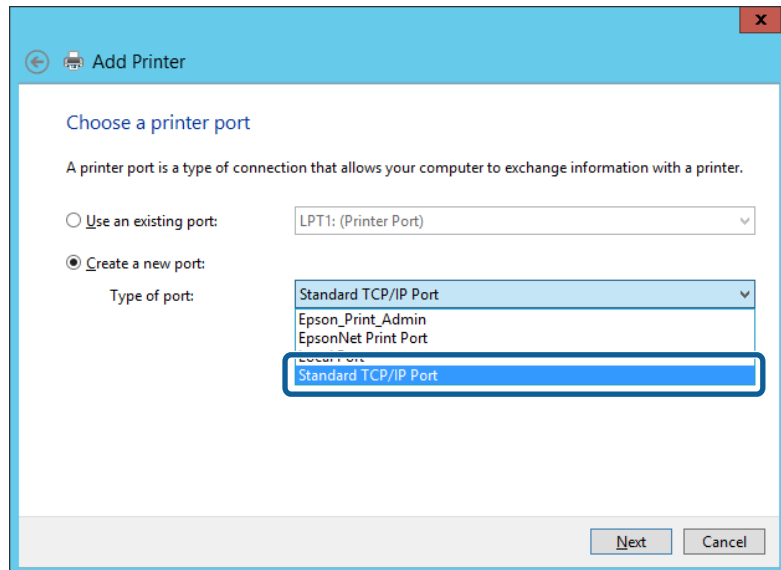 x
Add Printer
Choose a printer port
A printer port is a type of connection that allows your computer to exchange information with a printer.
Use an existing port: LPT1: (Printer Port)
Create a new port:
Type of port: Standard TCP/IP Port
Epson_Print_Admin
EpsonNet Print Port
Local Port
Standard TCP/IP Port
Next Cancel